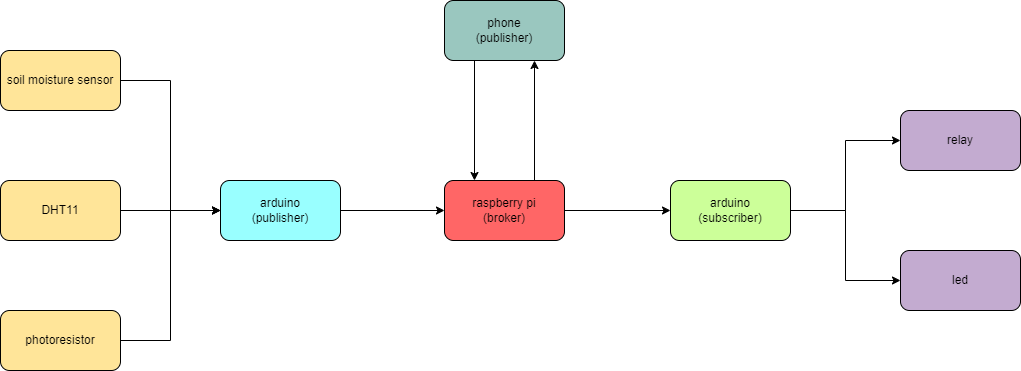 phone
(publisher)
soil moisture sensor
DHT11
photoresistor
arduino
(publisher)
raspberry pi
(broker)
arduino
(subscriber)
relay
led